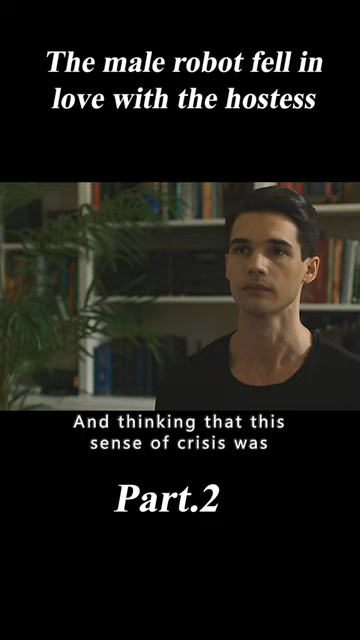 The male robot fell in
love with the hostess
And thinking that this
sense of crisis was
Part.2